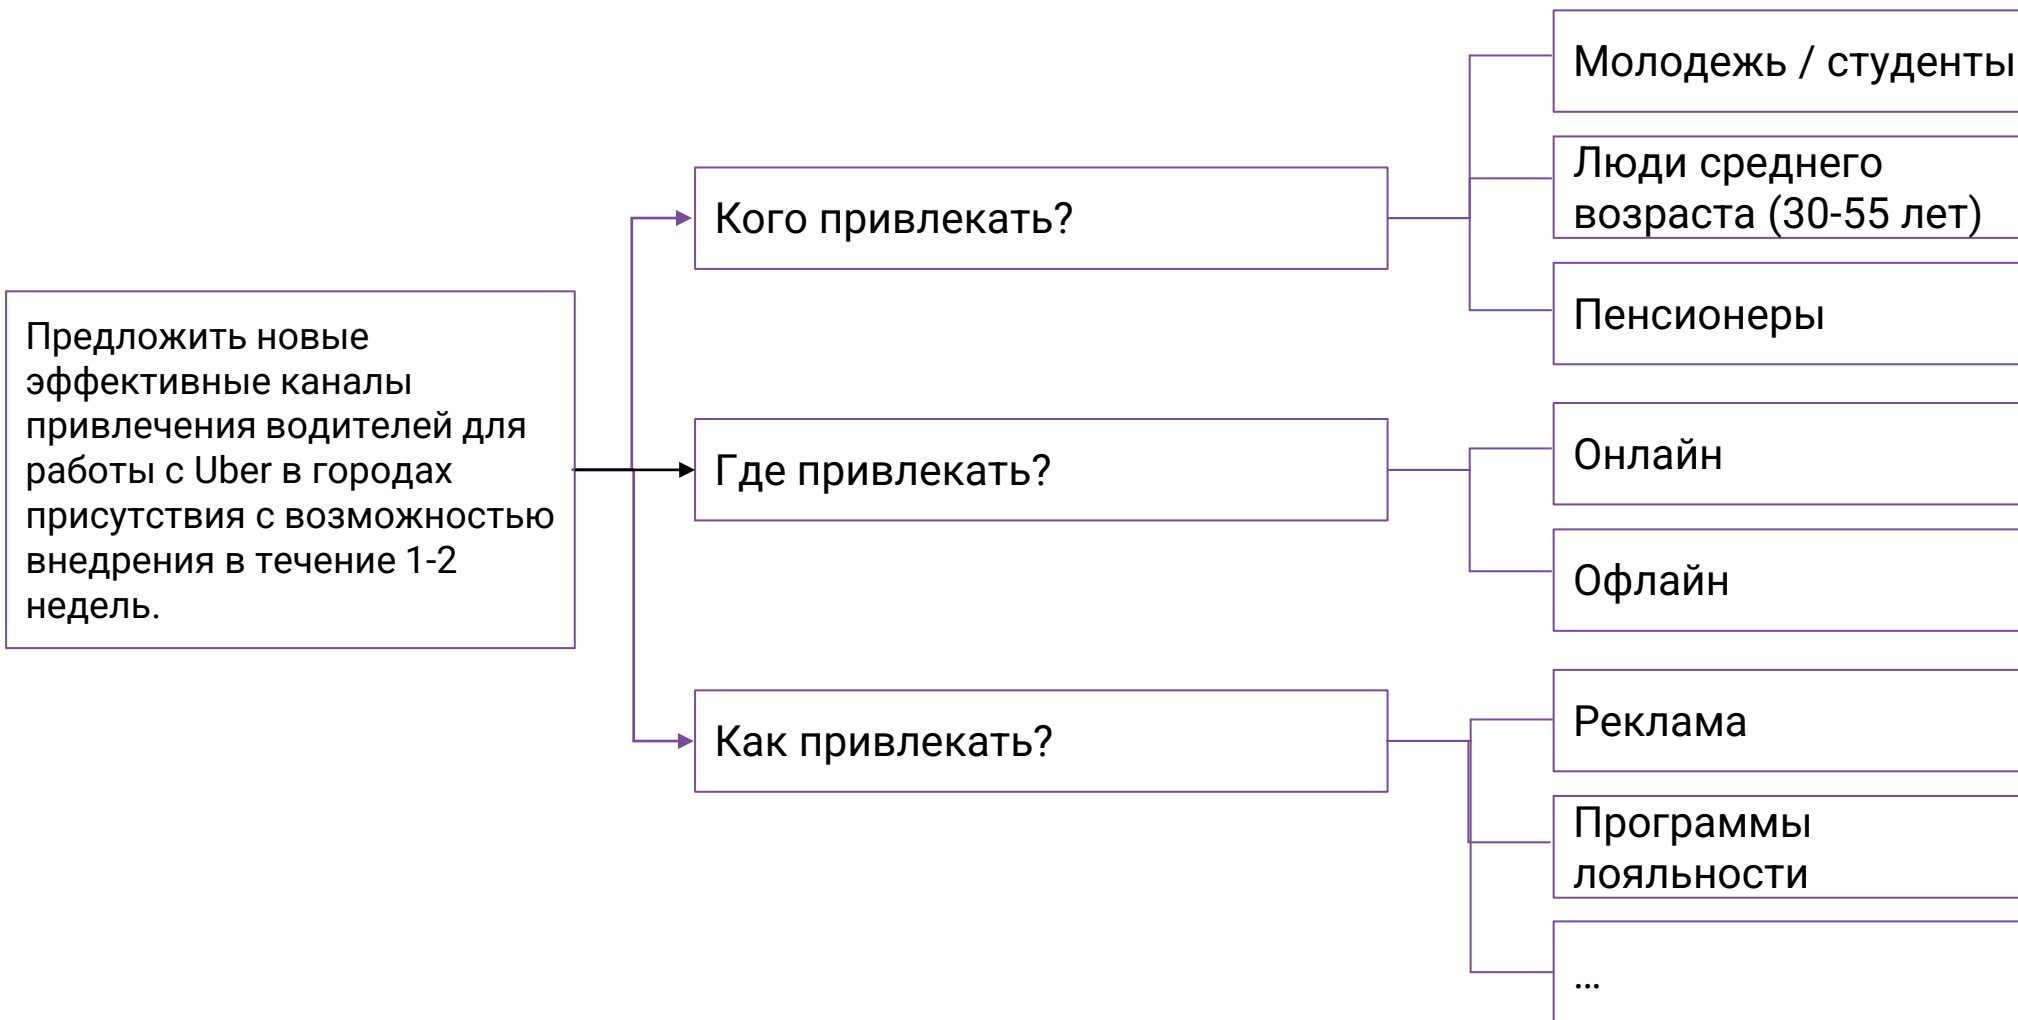 Предложить новые
эффективные каналы
привлечения водителей для
работы с Uber в городах
присутствия с возможностью
внедрения в течение 1-2
недель.
Кого привлекать?
Молодежь / студенты
Люди среднего
возраста (30-55 лет)
Пенсионеры
Где привлекать?
Онлайн
Офлайн
Как привлекать?
Реклама
Программы
лояльности
...